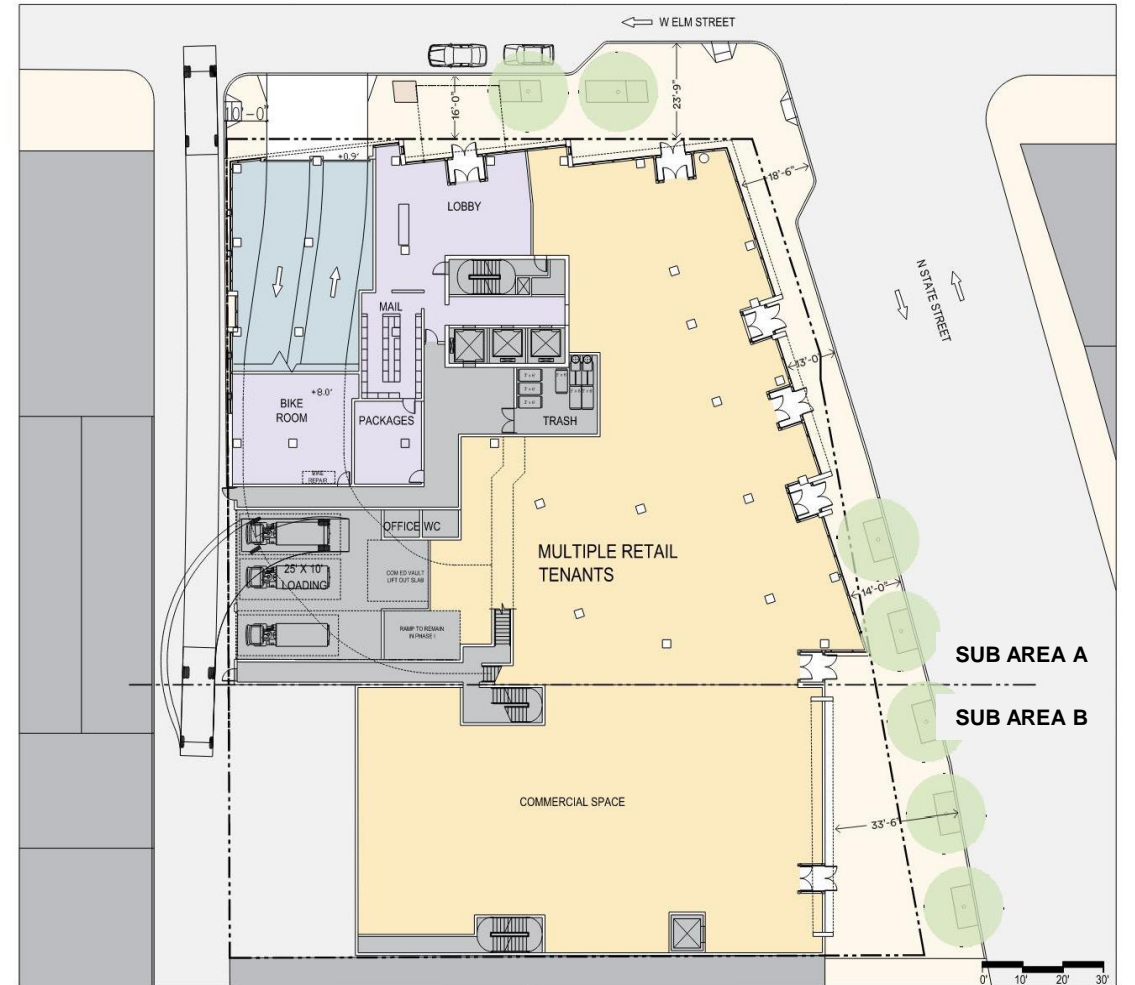 W ELM STREET
10'-0"
16'-0"
23'-9"
+0.9'
18'-6"
LOBBY
N STATE STREET
MAIL
13'-0
+8.0'
BIKE
ROOM
PACKAGES
TRASH
BIKE
REPAIR
OFFICE
WC
MULTIPLE RETAIL
TENANTS
COM ED VAULT
LIFT OUT SLAB
25' X 10'
LOADING
14'-0"
RAMP TO REMAIN
IN PHASE I
SUB AREA A
SUB AREA B
COMMERCIAL SPACE
33'-6"
0' 10' 20' 30'